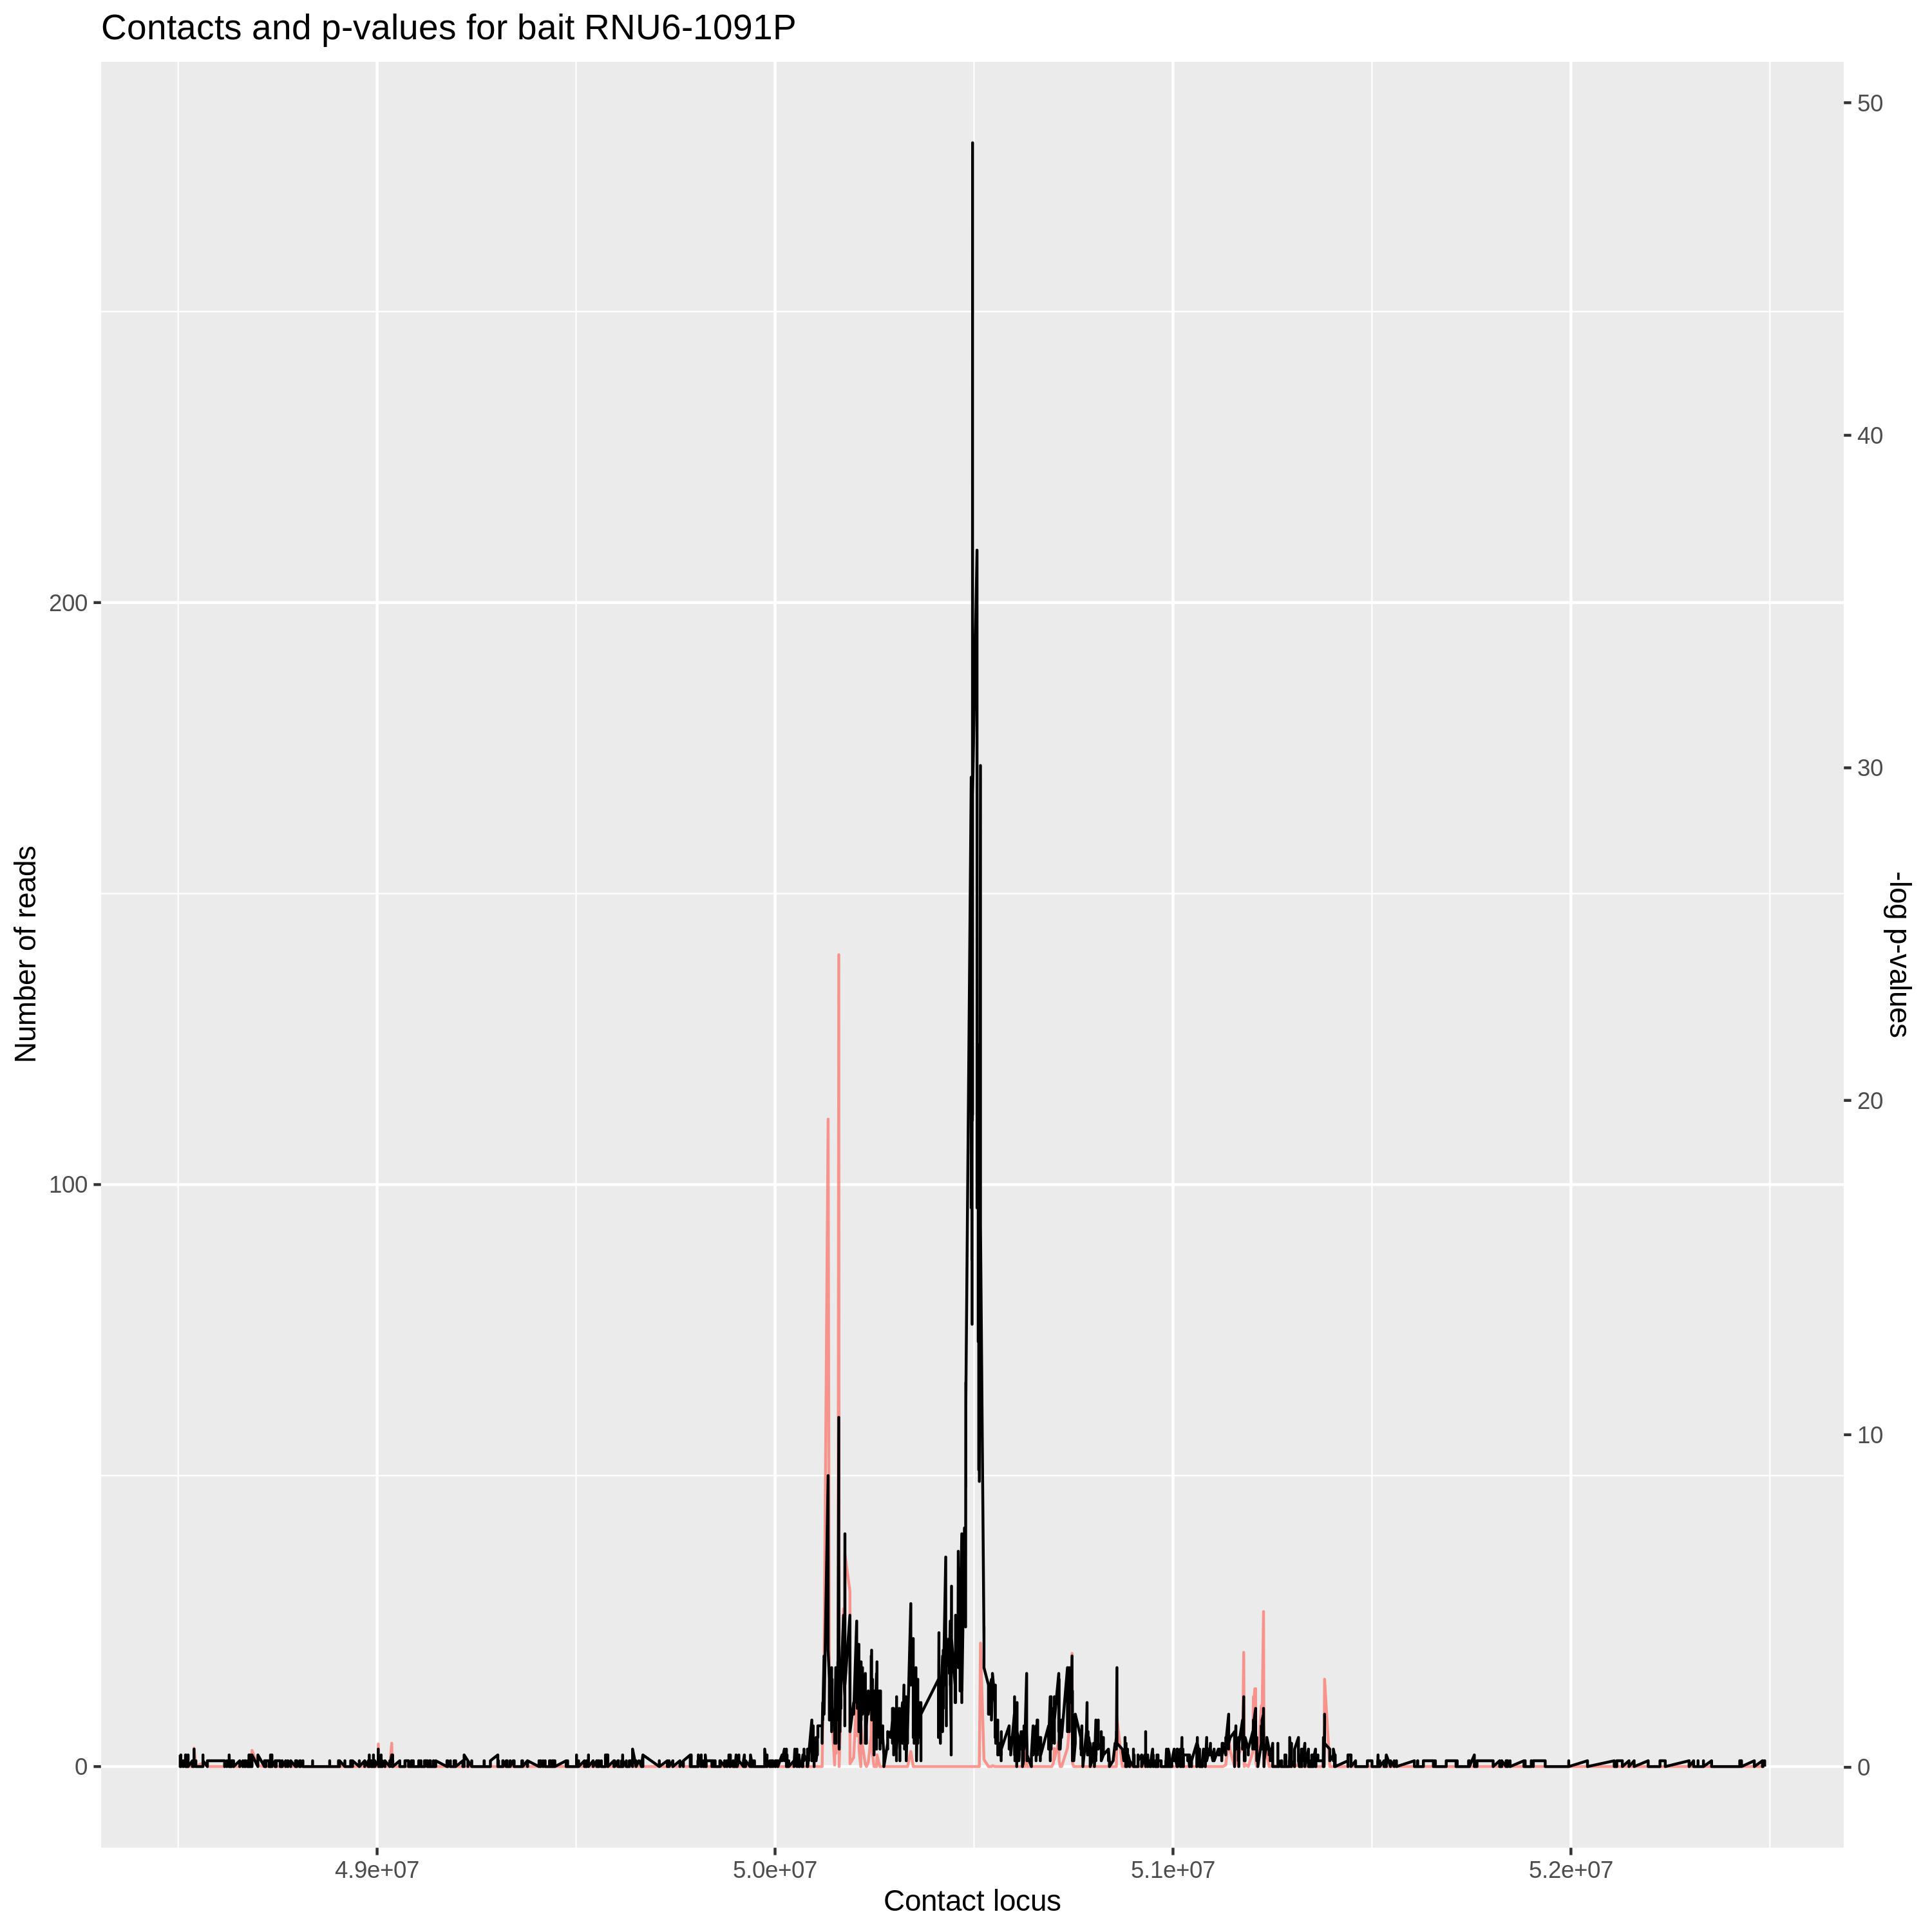 Contacts and p-values for bait RNU6-1091P
50
40
200
30
Number of reads
-log p-values
20
100
10
0
0
4.9e+07
5.0e+07
5.1e+07
5.2e+07
Contact locus